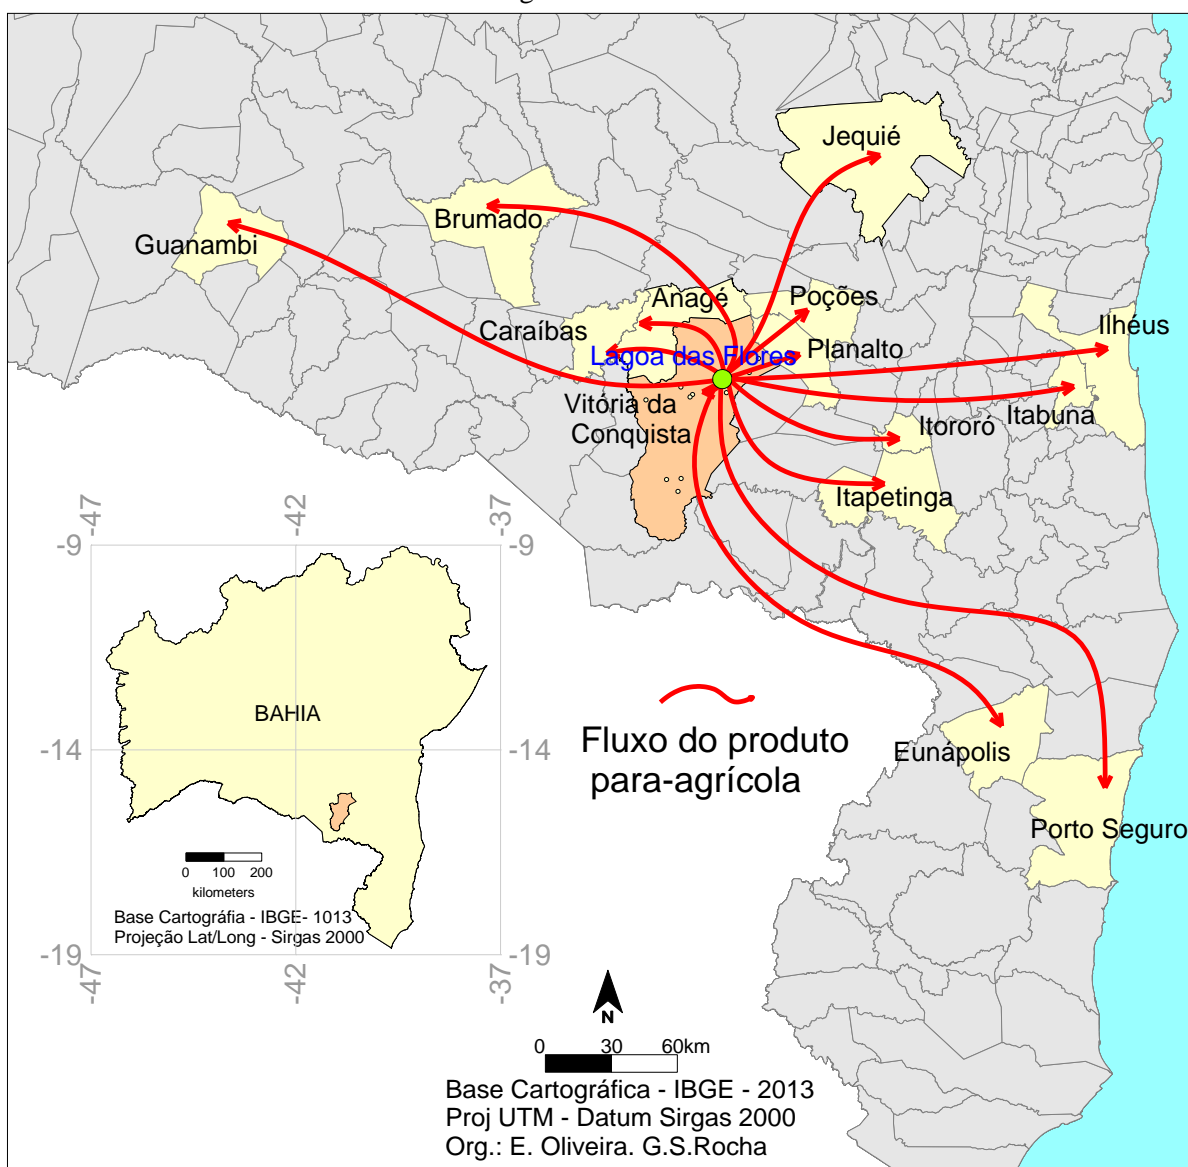 Jequié
Brumado
Guanambi
Anagé
Poções
Caraíbas
Ilhéus
Lagoa das Flores
Planalto
Vitória da
Conquista
Itororó
Itabuna
Itapetinga
-47
-42
-37
-9
-9
BAHIA
-14
-14
Fluxo do produto
para-agrícola
Eunápolis
Porto Seguro
0 100 200
kilometers
Base Cartográfia - IBGE- 1013
Projeção Lat/Long - Sirgas 2000
-19
-19
-47
-42
-37
N
0 30 60km
Base Cartográfica - IBGE - 2013
Proj UTM - Datum Sirgas 2000
Org.: E. Oliveira. G.S.Rocha